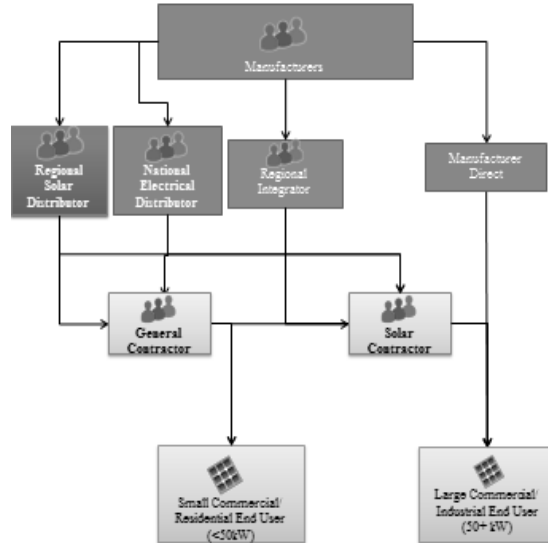 Manufacturers
Regional
Solar
Distributor
National
Electrical
Distributor
Regional
Integrator
Manufacturer
Direct
General
Contractor
Solar
Contractor
Small Commercial/
Residential End User
(<50kW)
Large Commercial/
Industrial End User
(50+ kW)